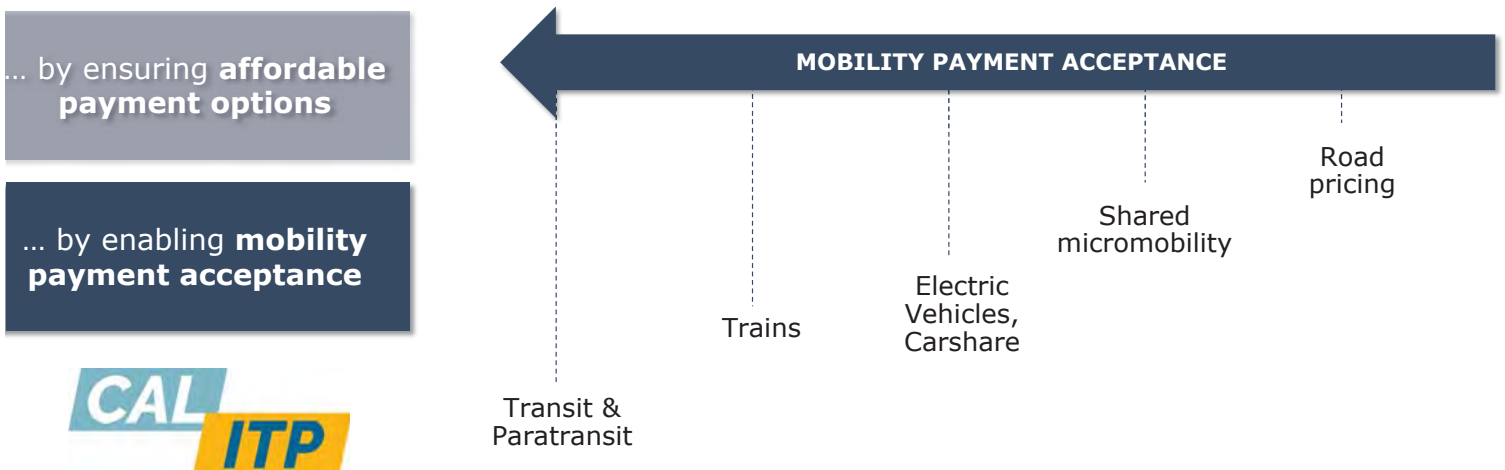 ... by ensuring affordable
payment options
... by enabling mobility
payment acceptance
CAL
ITP
MOBILITY PAYMENT ACCEPTANCE
Road
pricing
Shared
micromobility
Electric
Vehicles,
Carshare
Trains
Transit &
Paratransit